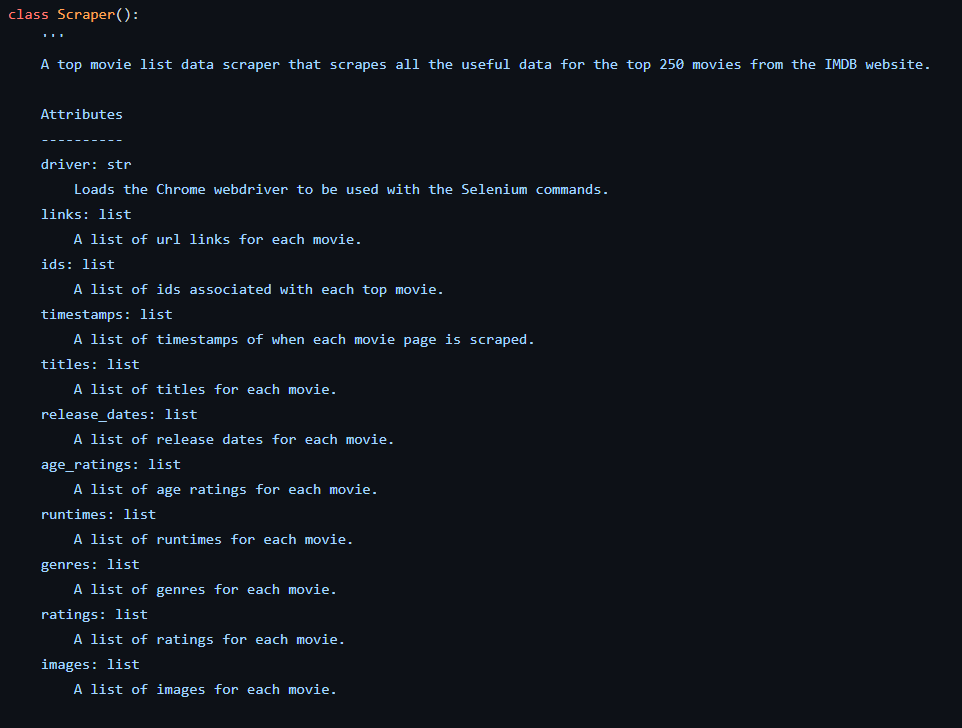 class Scraper():
    '''
    A top movie list data scraper that scrapes all the useful data for the top 250 movies from the IMDB website.

    Attributes
    ----------
    driver: str
        Loads the Chrome webdriver to be used with the Selenium commands.
    links: list
        A list of url links for each movie.
    ids: list
        A list of ids associated with each top movie.
    timestamps: list
        A list of timestamps of when each movie page is scraped.
    titles: list
        A list of titles for each movie.
    release_dates: list
        A list of release dates for each movie.
    age_ratings: list
        A list of age ratings for each movie.
    runtimes: list
        A list of runtimes for each movie.
    genres: list
        A list of genres for each movie.
    ratings: list
        A list of ratings for each movie.
    images: list
        A list of images for each movie.